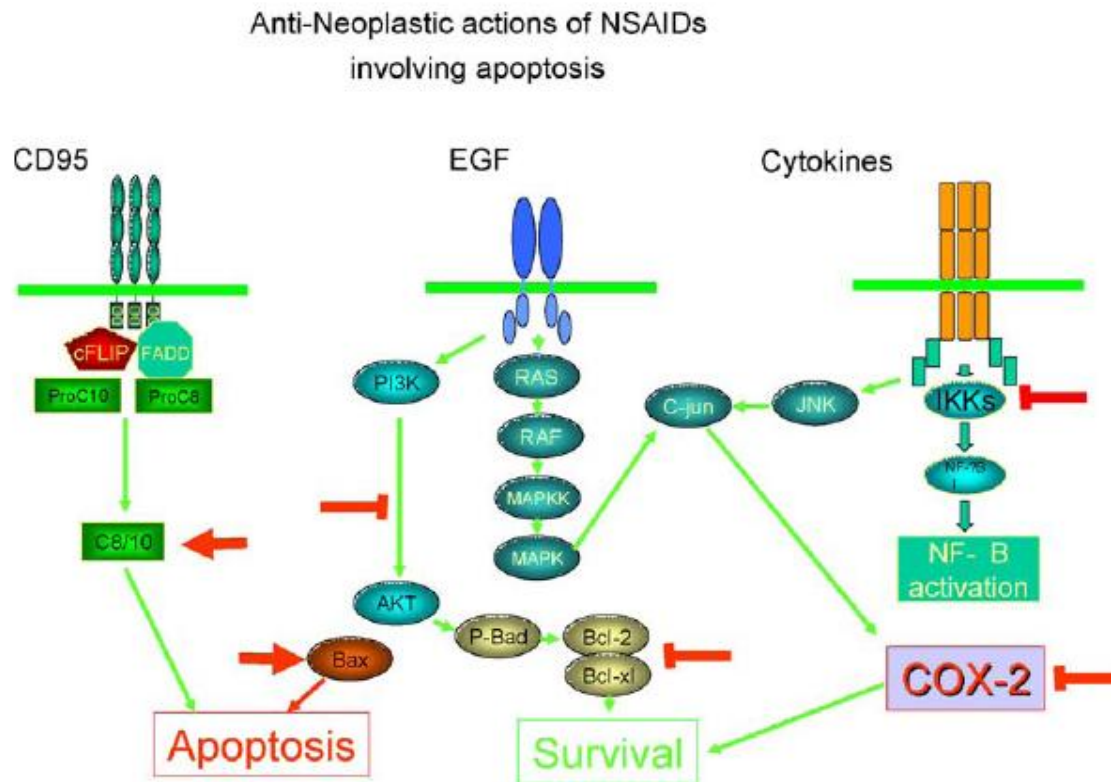 Anti-Neoplastic actions of NSAIDs
involving apoptosis
CD95
EGF
Cytokines
cFLIP
FADD
ProC10
ProC8
C8/10
PI3K
RAS
RAF
MAPKK
MAPK
C-jun
JNK
IKKs
NF- B
activation
AKT
P-Bad
Bcl-2
Bcl-xl
Bax
COX-2
Apoptosis
Survival